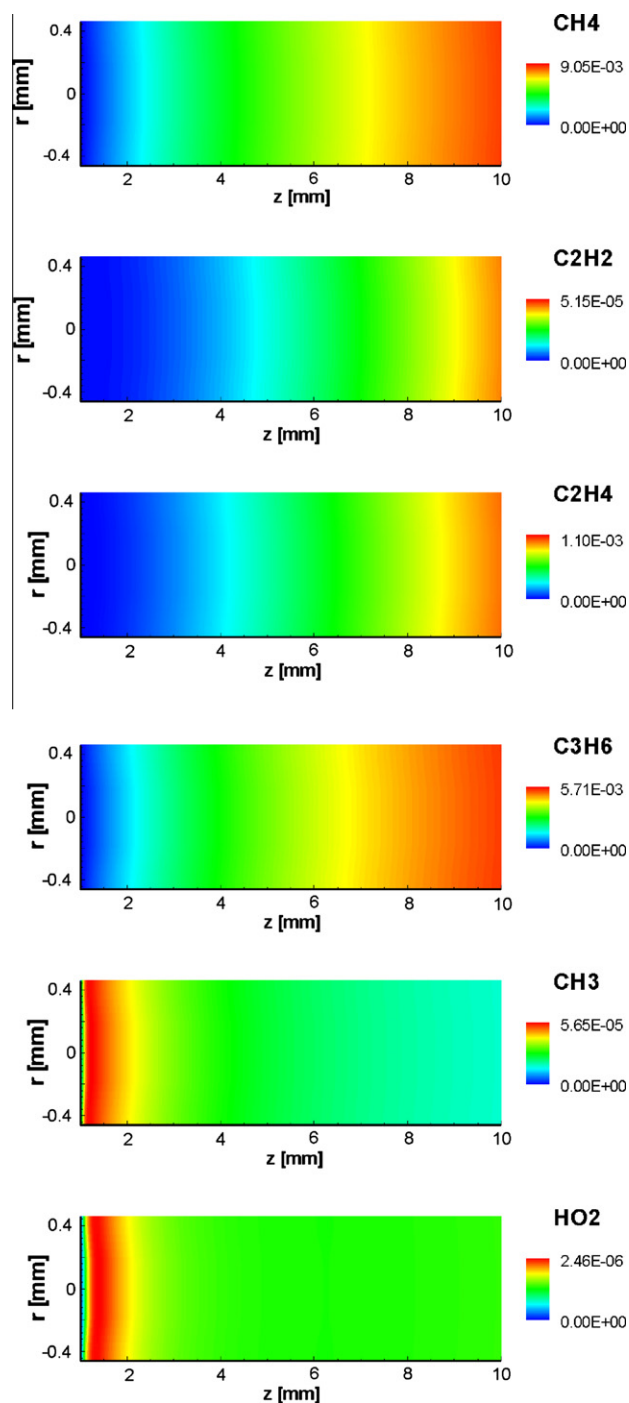 CH4
9.05E-03
0.00E+00
0.4
0
-0.4
r [mm]
2 4 6 8 10
z [mm]
C2H2
5.15E-05
0.00E+00
0.4
0
-0.4
r [mm]
2 4 6 8 10
z [mm]
C2H4
1.10E-03
0.00E+00
0.4
0
-0.4
r [mm]
2 4 6 8 10
z [mm]
C3H6
5.71E-03
0.00E+00
0.4
0
-0.4
r [mm]
2 4 6 8 10
z [mm]
CH3
5.65E-05
0.00E+00
0.4
0
-0.4
r [mm]
2 4 6 8 10
z [mm]
HO2
2.46E-06
0.00E+00
0.4
0
-0.4
r [mm]
2 4 6 8 10
z [mm]